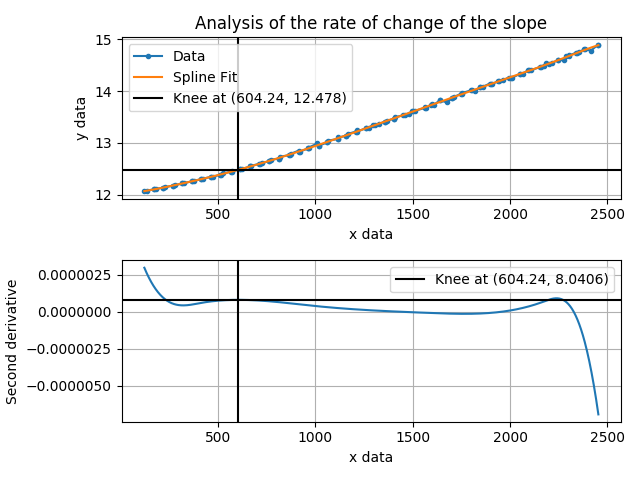 Analysis of the rate of change of the slope
15
14
13
12
y data
Data
Spline Fit
Knee at (604.24, 12.478)
500
1000
1500
2000
2500
x data
0.0000025
0.0000000
−0.0000025
−0.0000050
Second derivative
Knee at (604.24, 8.0406)
500
1000
1500
2000
2500
x data